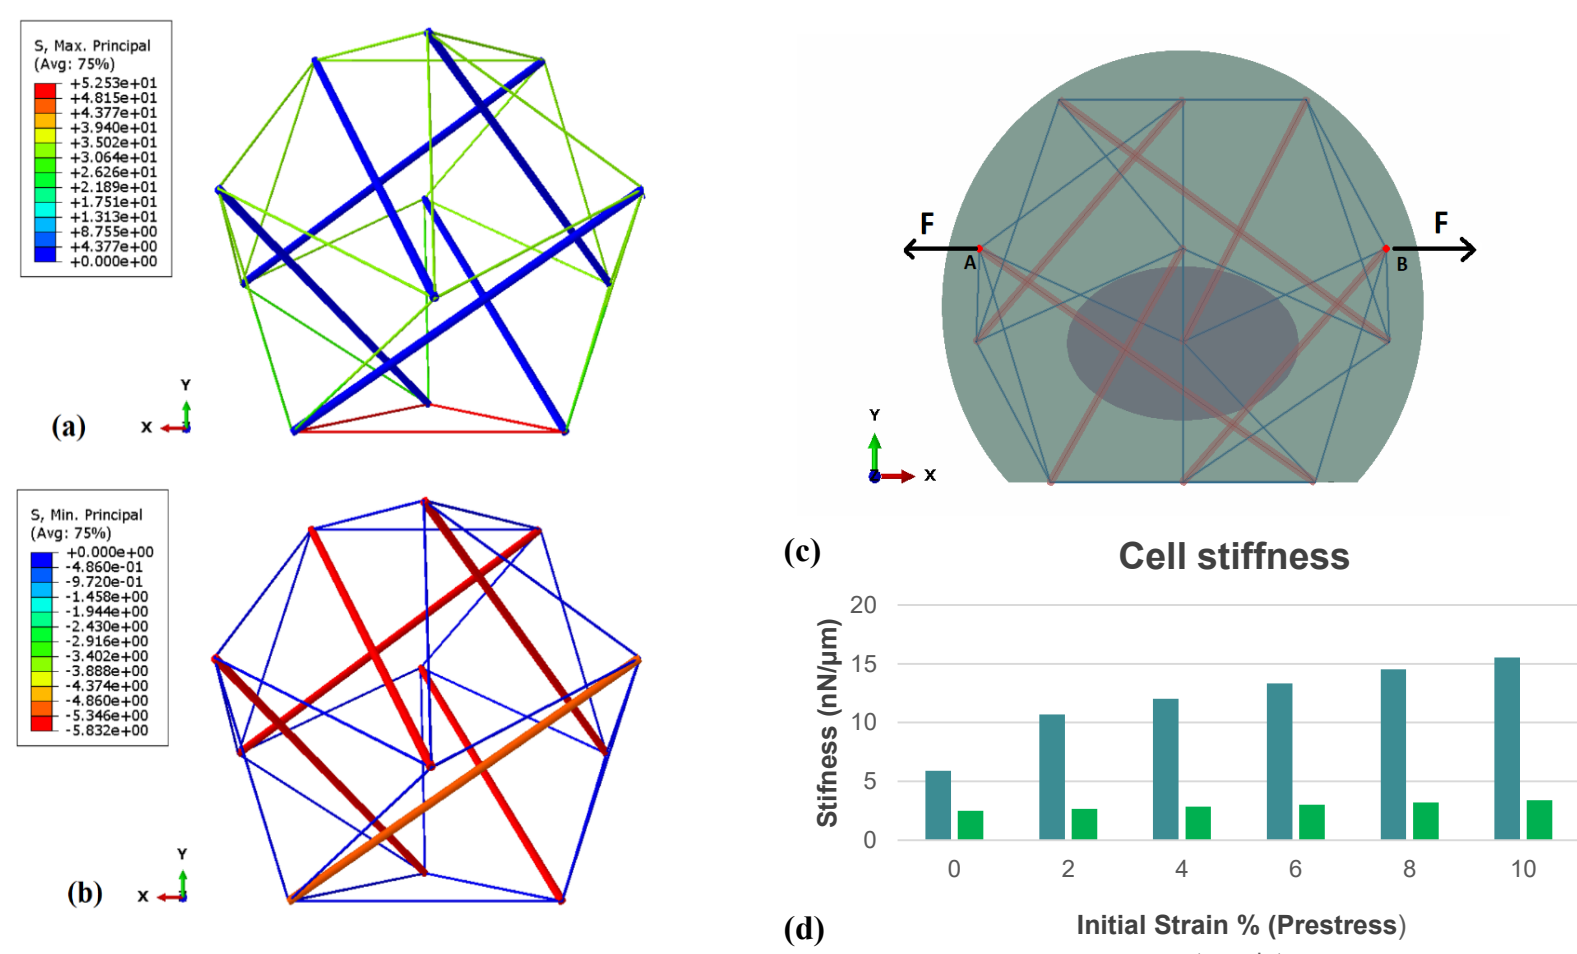 S, Max. Principal
(Avg: 75%)
+5.253e+01
+4.815e+01
+4.377e+01
+3.940e+01
+3.502e+01
+3.064e+01
+2.626e+01
+2.189e+01
+1.751e+01
+1.313e+01
+8.755e+00
+4.377e+00
+0.000e+00
Y
X
(a)
S, Min. Principal
(Avg: 75%)
+0.000e+00
-4.860e-01
-9.720e-01
-1.458e+00
-1.944e+00
-2.430e+00
-2.916e+00
-3.402e+00
-3.888e+00
-4.374e+00
-4.860e+00
-5.346e+00
-5.832e+00
Y
X
(b)
F
F
A
B
Y
X
(c)
Cell stiffness
Stifness (nN/μm)
20
15
10
5
0
0 2 4 6 8 10
Initial Strain % (Prestress)
(d)